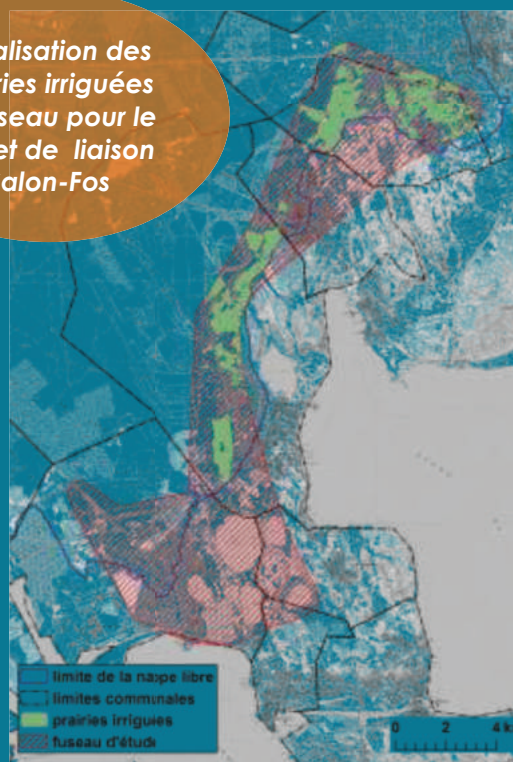 alisation des
ries irriguées
seau pour le
et de liaison
alon-Fos
limite de la nappe libre
limites communales
prairies irriguées
fuseau d'étude
0 2 4 k